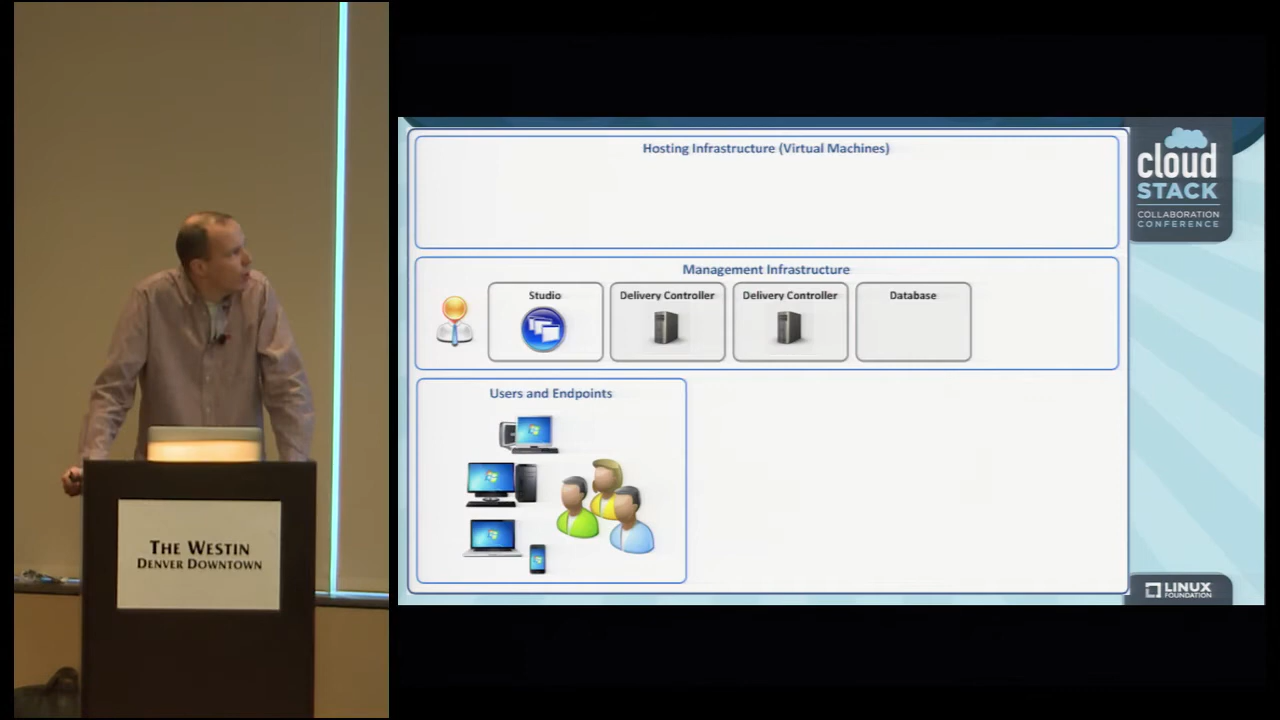 Hosting Infrastructure (Virtual Machines)
Management Infrastructure
Studio
Delivery Controller
Delivery Controller
Database
Users and Endpoints
cloud
STACK
COLLABORATION
CONFERENCE
LINUX
FOUNDATION
THE WESTIN
DENVER DOWNTOWN